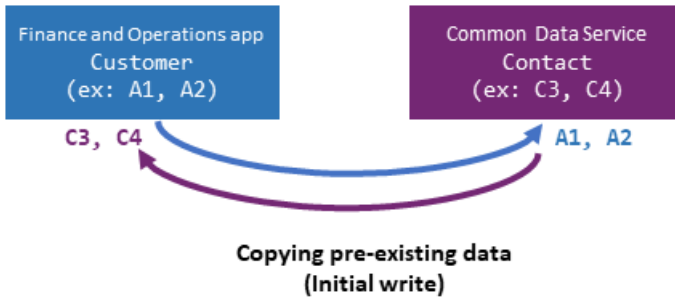 Finance and Operations app
Customer
(ex: A1, A2)
Common Data Service
Contact
(ex: C3, C4)
C3, C4
A1, A2
Copying pre-existing data
(Initial write)